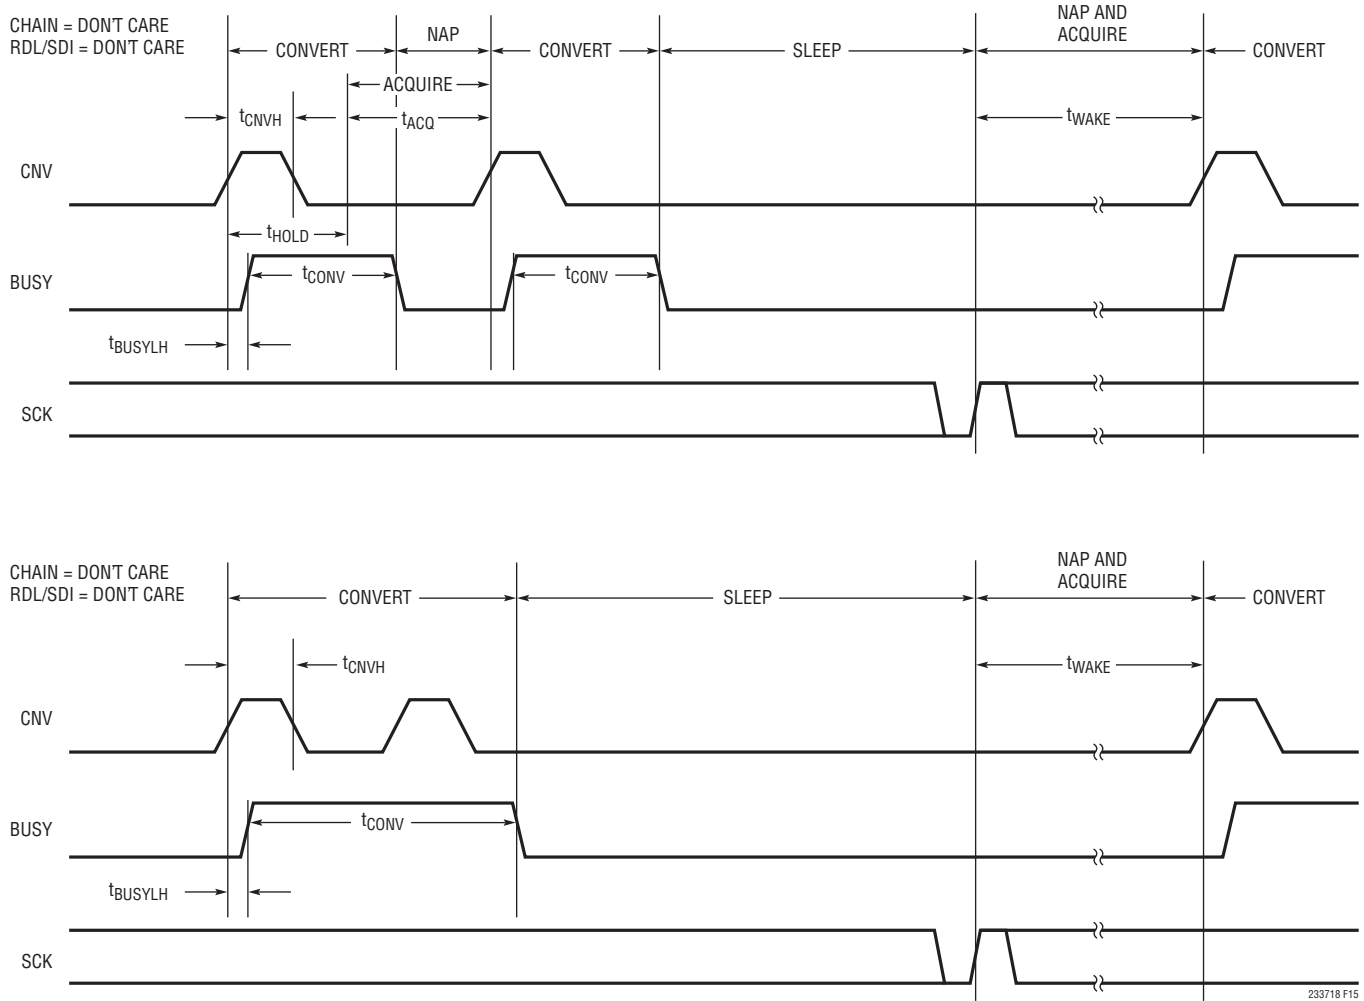 CHAIN = DON'T CARE
RDL/SDI = DON'T CARE
CONVERT
NAP
CONVERT
SLEEP
NAP AND
ACQUIRE
CONVERT
ACQUIRE
tCNVH
tACQ
tWAKE
CNV
tHOLD
BUSY
tCONV
tCONV
tBUSYLH
SCK
CHAIN = DON'T CARE
RDL/SDI = DON'T CARE
CONVERT
SLEEP
NAP AND
ACQUIRE
CONVERT
tCNVH
tWAKE
CNV
BUSY
tCONV
tBUSYLH
SCK
233718 F15